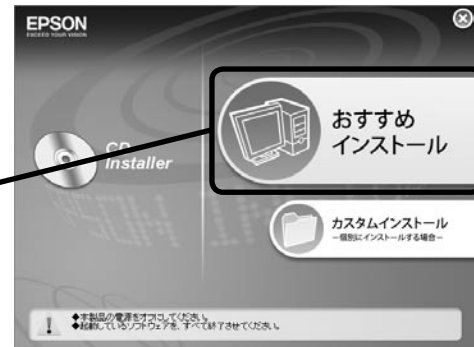 EPSON
EXCEED YOUR VISION
CD
Installer
おすすめ
インストール
カスタムインストール
－個別にインストールする場合－
◆本製品の電源をオフにしてください。
◆起動しているソフトウェアを、すべて終了させてください。